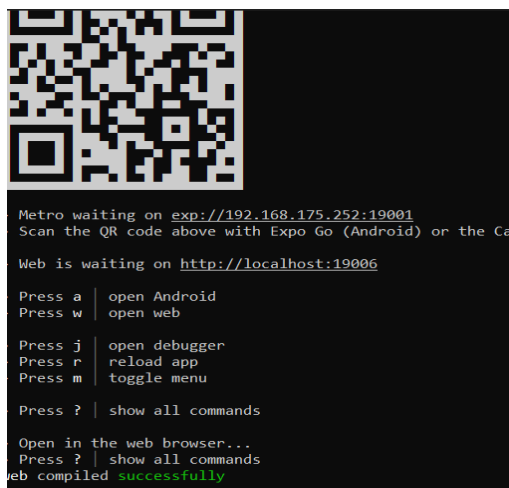 Metro waiting on exp://192.168.175.252:19001
Scan the QR code above with Expo Go (Android) or the Ca
Web is waiting on http://localhost:19006
Press a │ open Android
Press w │ open web
Press j │ open debugger
Press r │ reload app
Press m │ toggle menu
Press ? │ show all commands
Open in the web browser...
Press ? │ show all commands
web compiled successfully